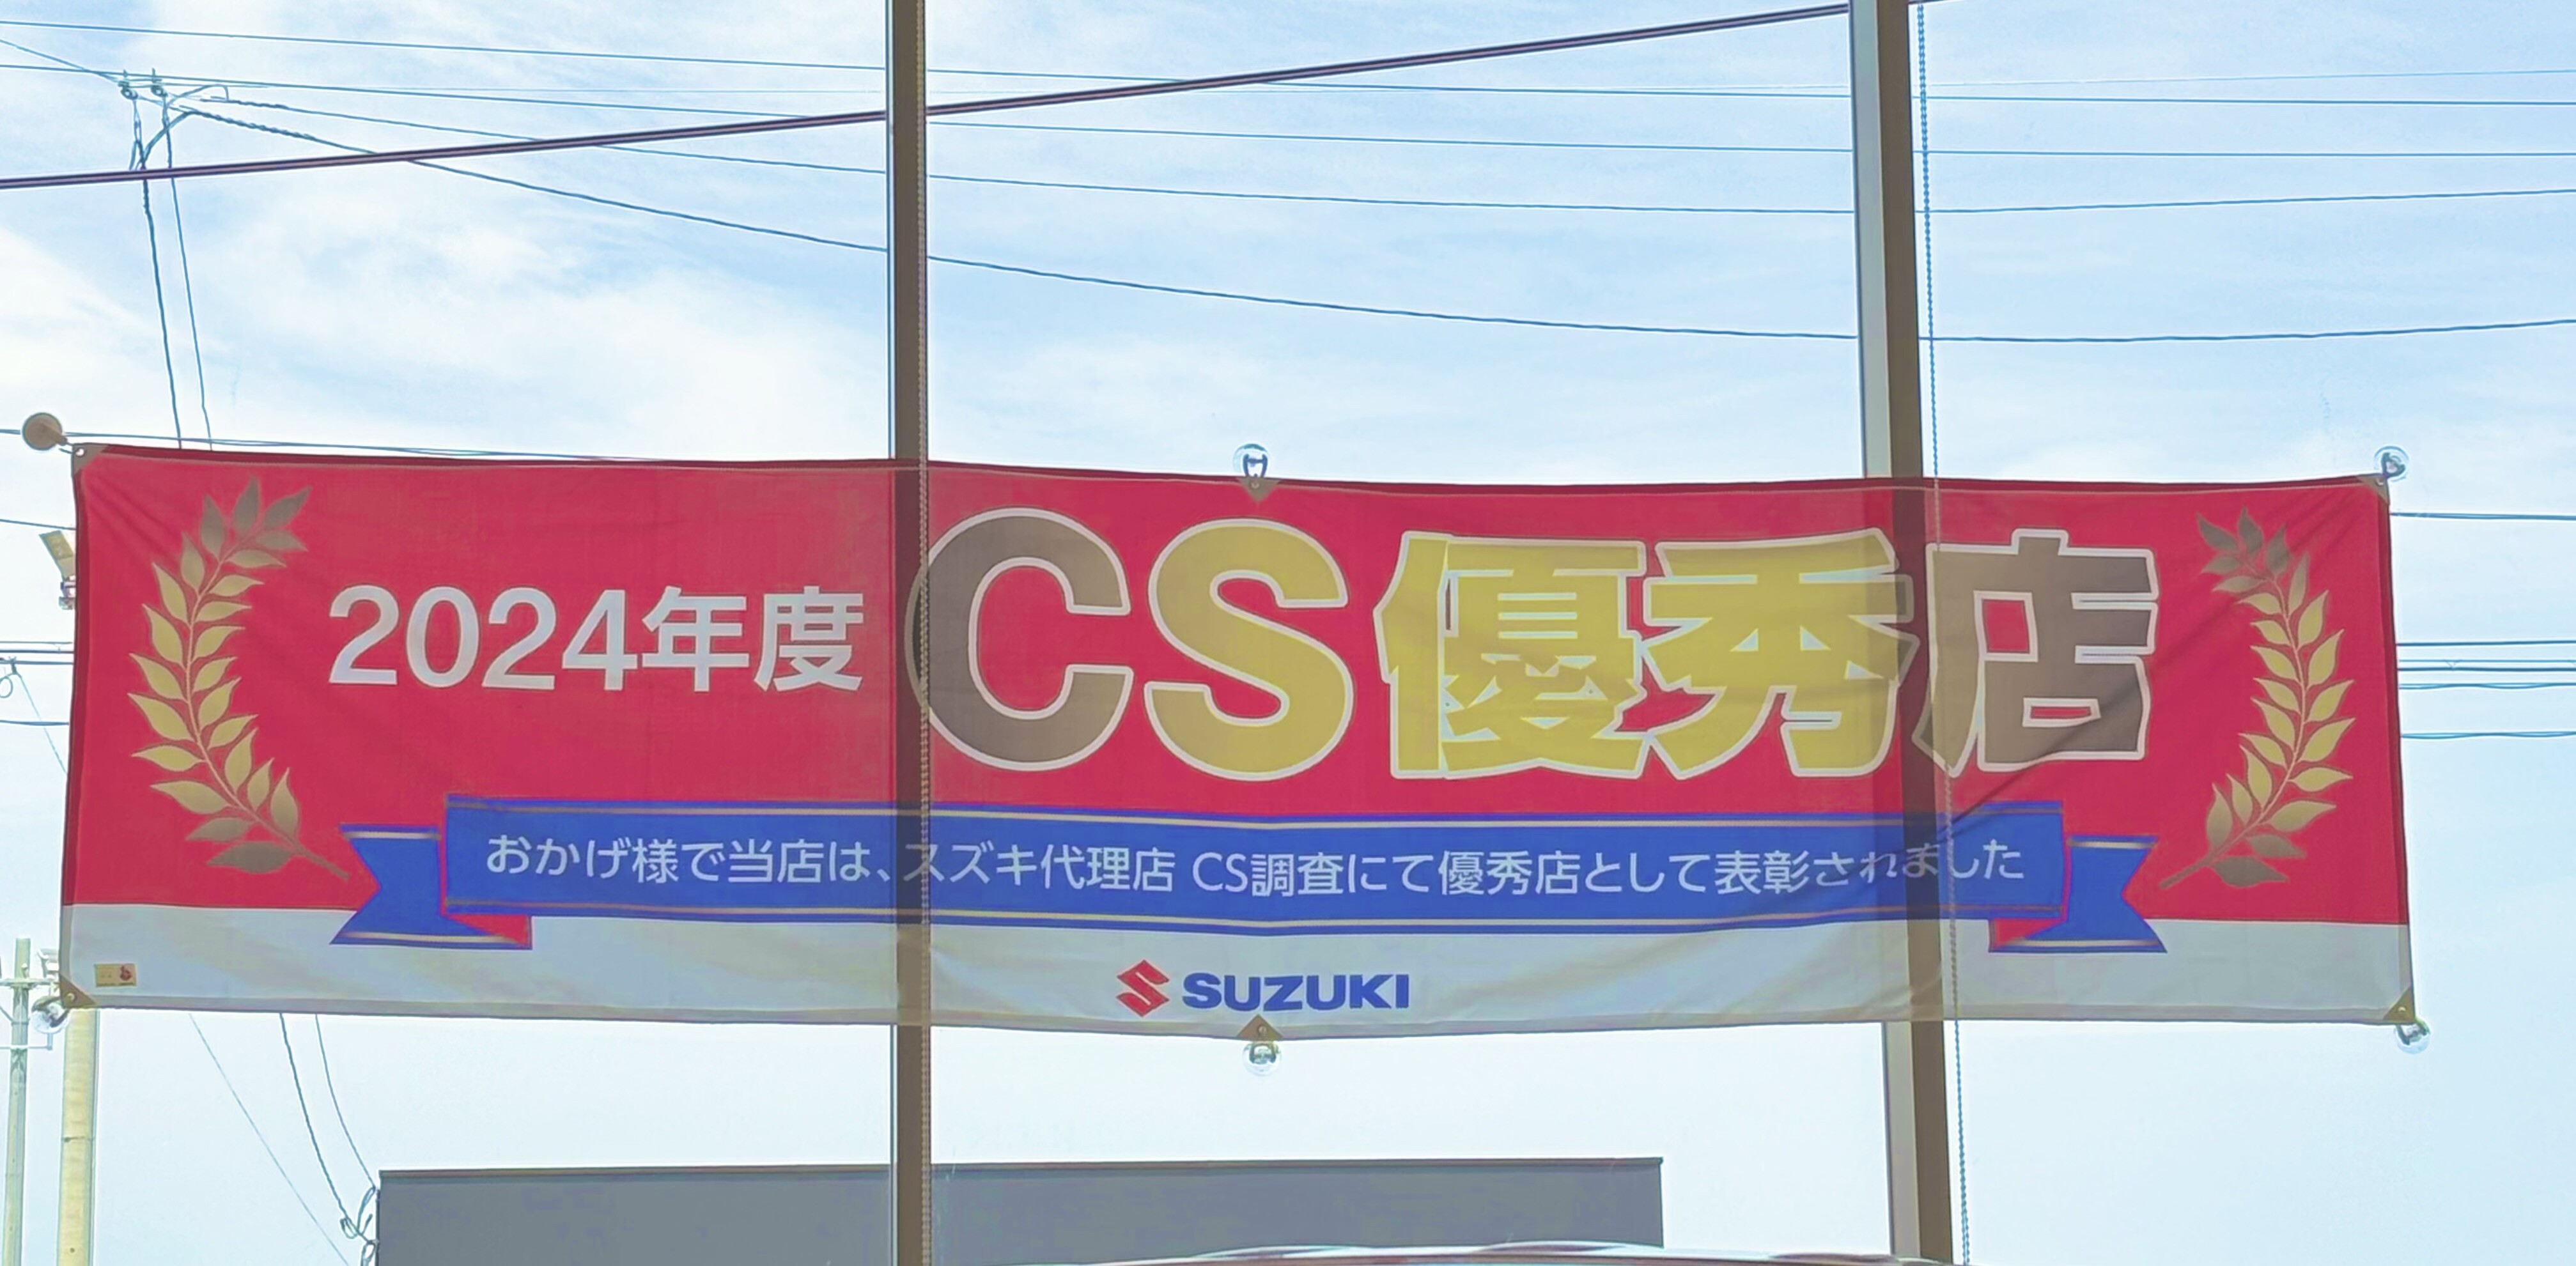 2024年度 CS優秀店
おかげ様で当店は、スズキ代理店 CS調査にて優秀店として表彰されました
SUZUKI